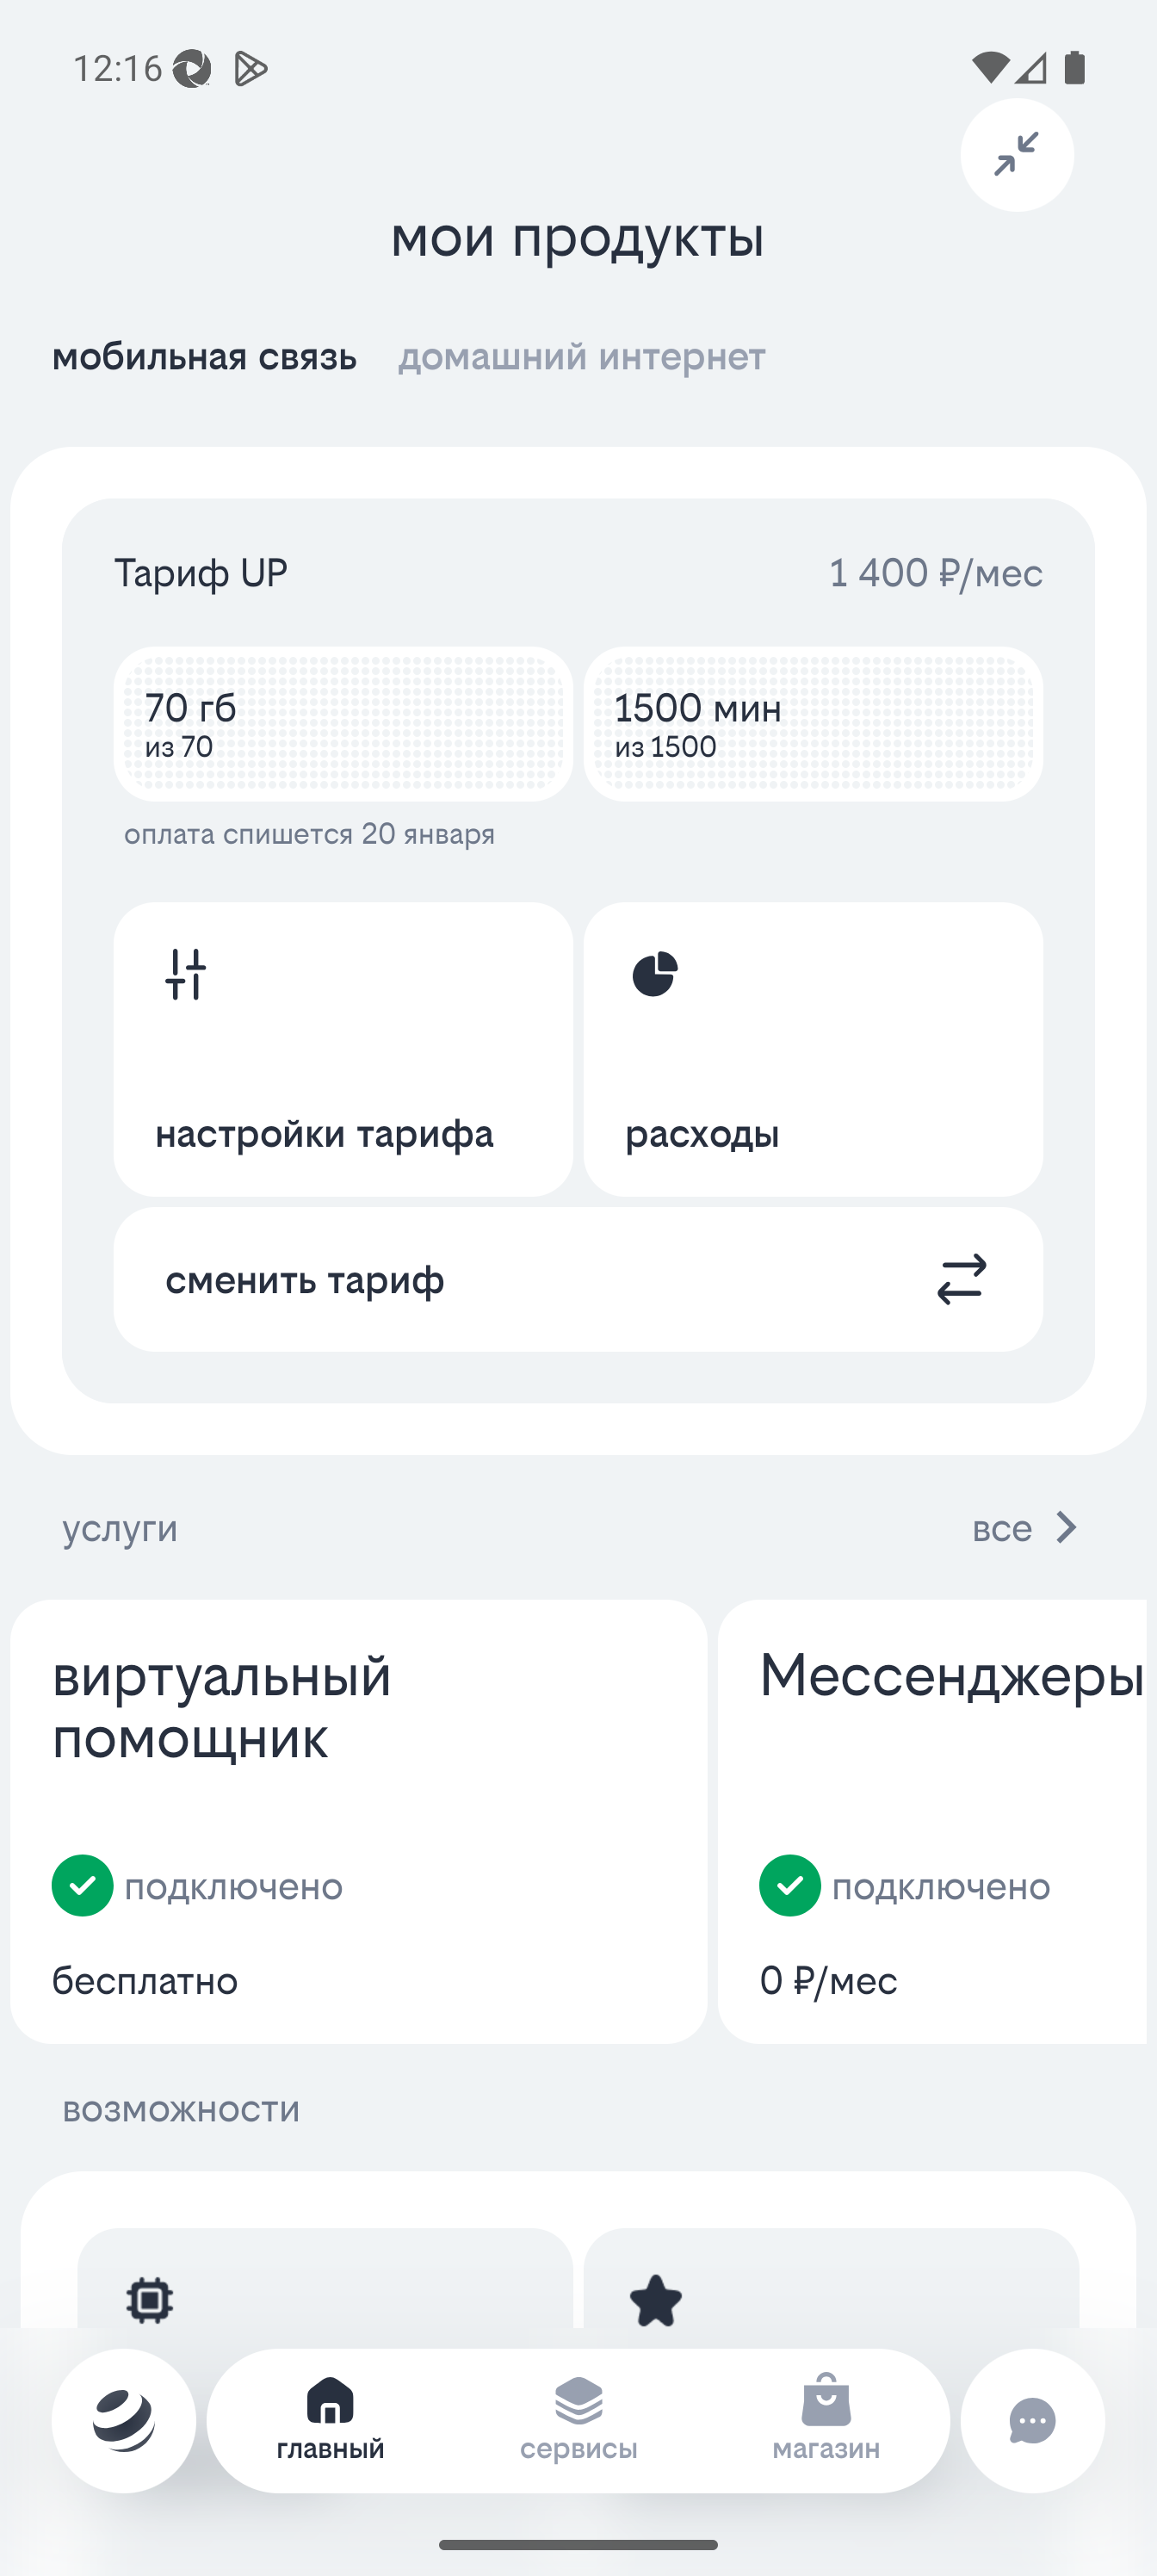 12:16
мои продукты
мобильная связь домашний интернет
Тариф UP 1 400 ₽/мес
70 гб 1500 мин
из 70 из 1500
оплата спишется 20 января
настройки тарифа расходы
сменить тариф
услуги все
виртуальный Мессенджеры
помощник
подключено подключено
бесплатно 0 ₽/мес
возможности
главный сервисы магазин